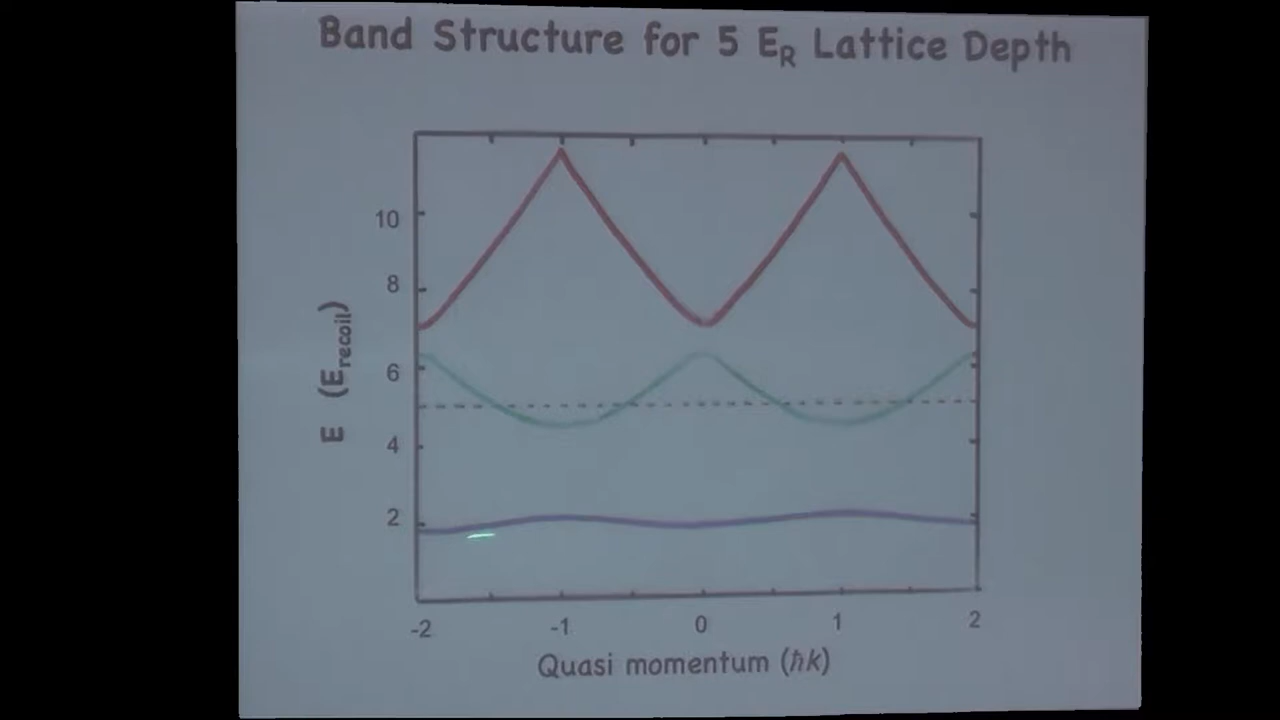 Band Structure for 5 E_R Lattice Depth
10
8
6
4
2
E (E_recoil)
-2 -1 0 1 2
Quasi momentum (ħk)